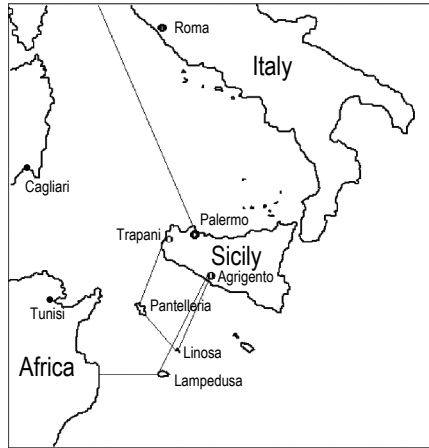 Roma
Italy
Cagliari
Palermo
Trapani
Sicily
Agrigento
Tunisi
Pantelleria
Linosa
Africa
Lampedusa